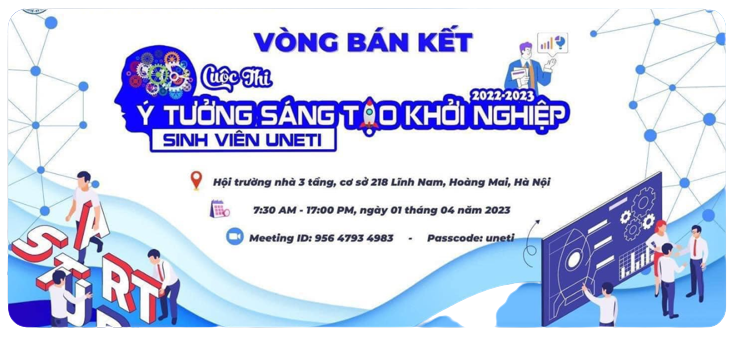 VÒNG BÁN KẾT
Cuộc Thi
2022-2023
Ý TƯỞNG SÁNG TẠO KHỞI NGHIỆP
SINH VIÊN UNETI
Hội trường nhà 3 tầng, cơ sở 218 Lĩnh Nam, Hoàng Mai, Hà Nội
7:30 AM - 17:00 PM, ngày 01 tháng 04 năm 2023
Meeting ID: 956 4793 4983 - Passcode: uneti
START
UP